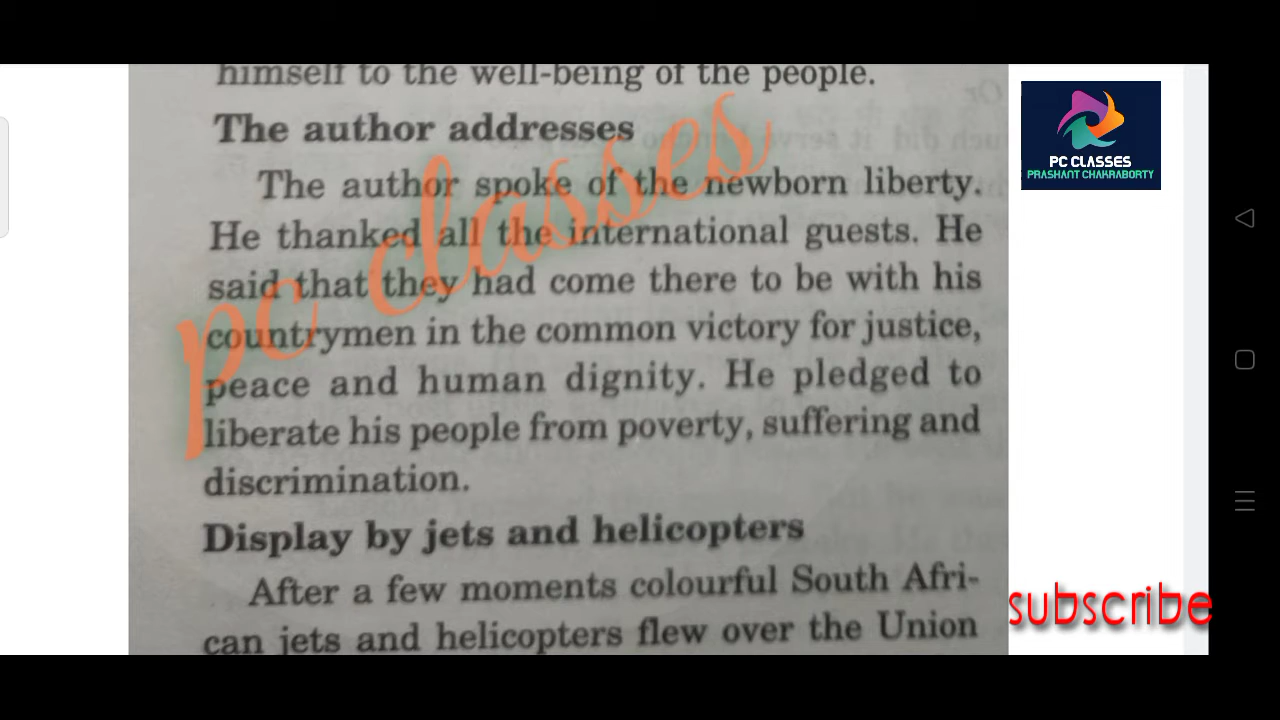 himself to the well-being of the people.
The author addresses
The author spoke of the newborn liberty.
He thanked all the international guests. He
said that they had come there to be with his
countrymen in the common victory for justice,
peace and human dignity. He pledged to
liberate his people from poverty, suffering and
discrimination.
Display by jets and helicopters
After a few moments colourful South Afri-
can jets and helicopters flew over the Union
pc classes
PC CLASSES
PRASHANT CHAKRABORTY
subscribe